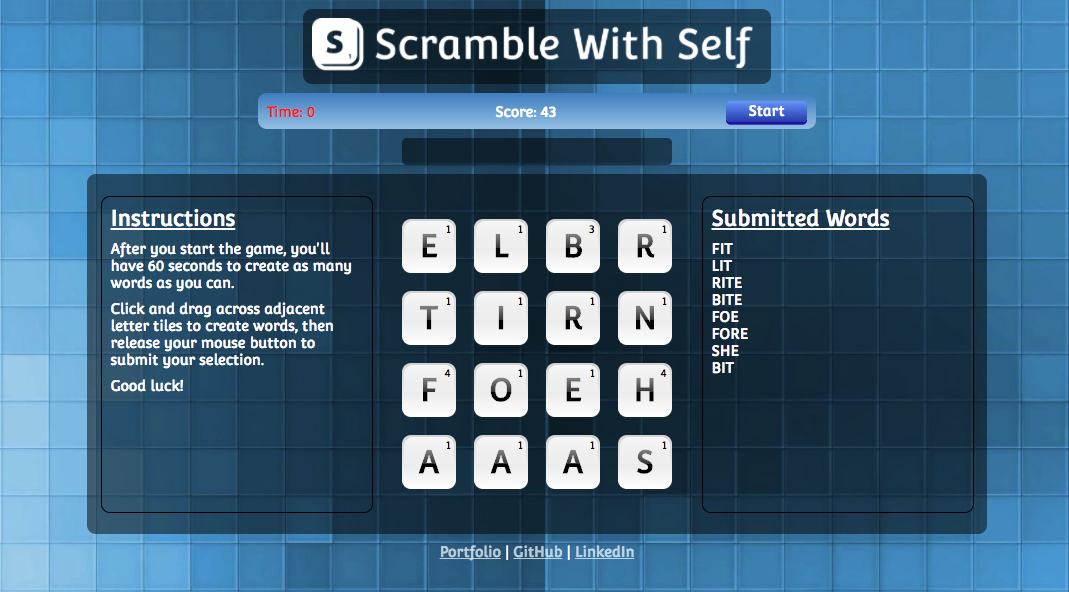 S 1 Scramble With Self
Time: 0 Score: 43 Start
Instructions
After you start the game, you'll
have 60 seconds to create as many
words as you can.
Click and drag across adjacent
letter tiles to create words, then
release your mouse button to
submit your selection.
Good luck!
E 1 L 1 B 3 R 1
T 1 I 1 R 1 N 1
F 4 O 1 E 1 H 4
A 1 A 1 A 1 S 1
Submitted Words
FIT
LIT
RITE
BITE
FOE
FORE
SHE
BIT
Portfolio | GitHub | LinkedIn